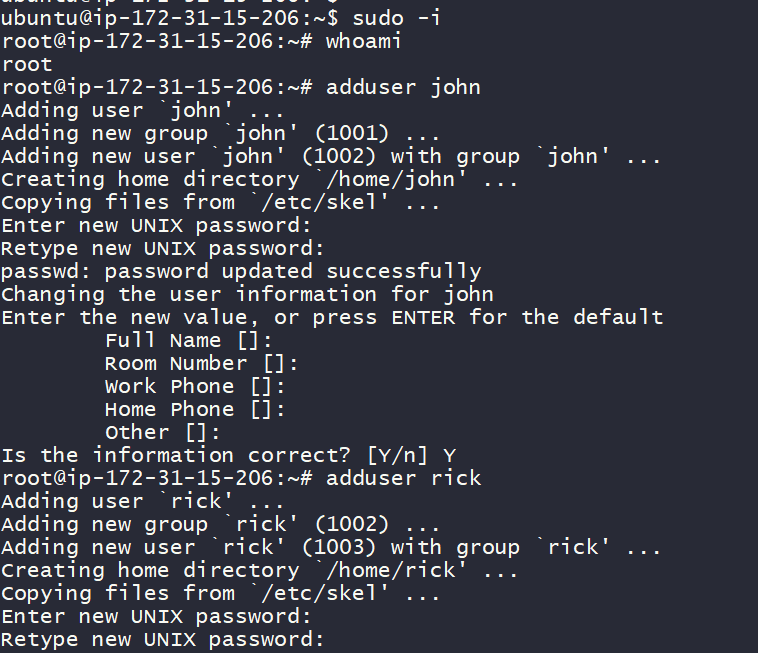 ubuntu@ip-172-31-15-206:~$
ubuntu@ip-172-31-15-206:~$ sudo -i
root@ip-172-31-15-206:~# whoami
root
root@ip-172-31-15-206:~# adduser john
Adding user `john' ...
Adding new group `john' (1001) ...
Adding new user `john' (1002) with group `john' ...
Creating home directory `/home/john' ...
Copying files from `/etc/skel' ...
Enter new UNIX password:
Retype new UNIX password:
passwd: password updated successfully
Changing the user information for john
Enter the new value, or press ENTER for the default
        Full Name []:
        Room Number []:
        Work Phone []:
        Home Phone []:
        Other []:
Is the information correct? [Y/n] Y
root@ip-172-31-15-206:~# adduser rick
Adding user `rick' ...
Adding new group `rick' (1002) ...
Adding new user `rick' (1003) with group `rick' ...
Creating home directory `/home/rick' ...
Copying files from `/etc/skel' ...
Enter new UNIX password:
Retype new UNIX password: